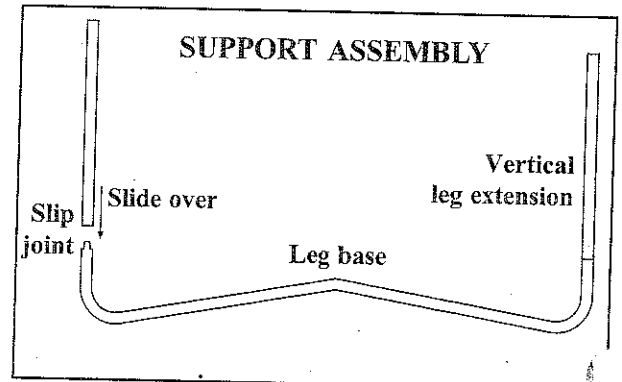 SUPPORT ASSEMBLY
Slide over
Slip
joint
Vertical
leg extension
Leg base